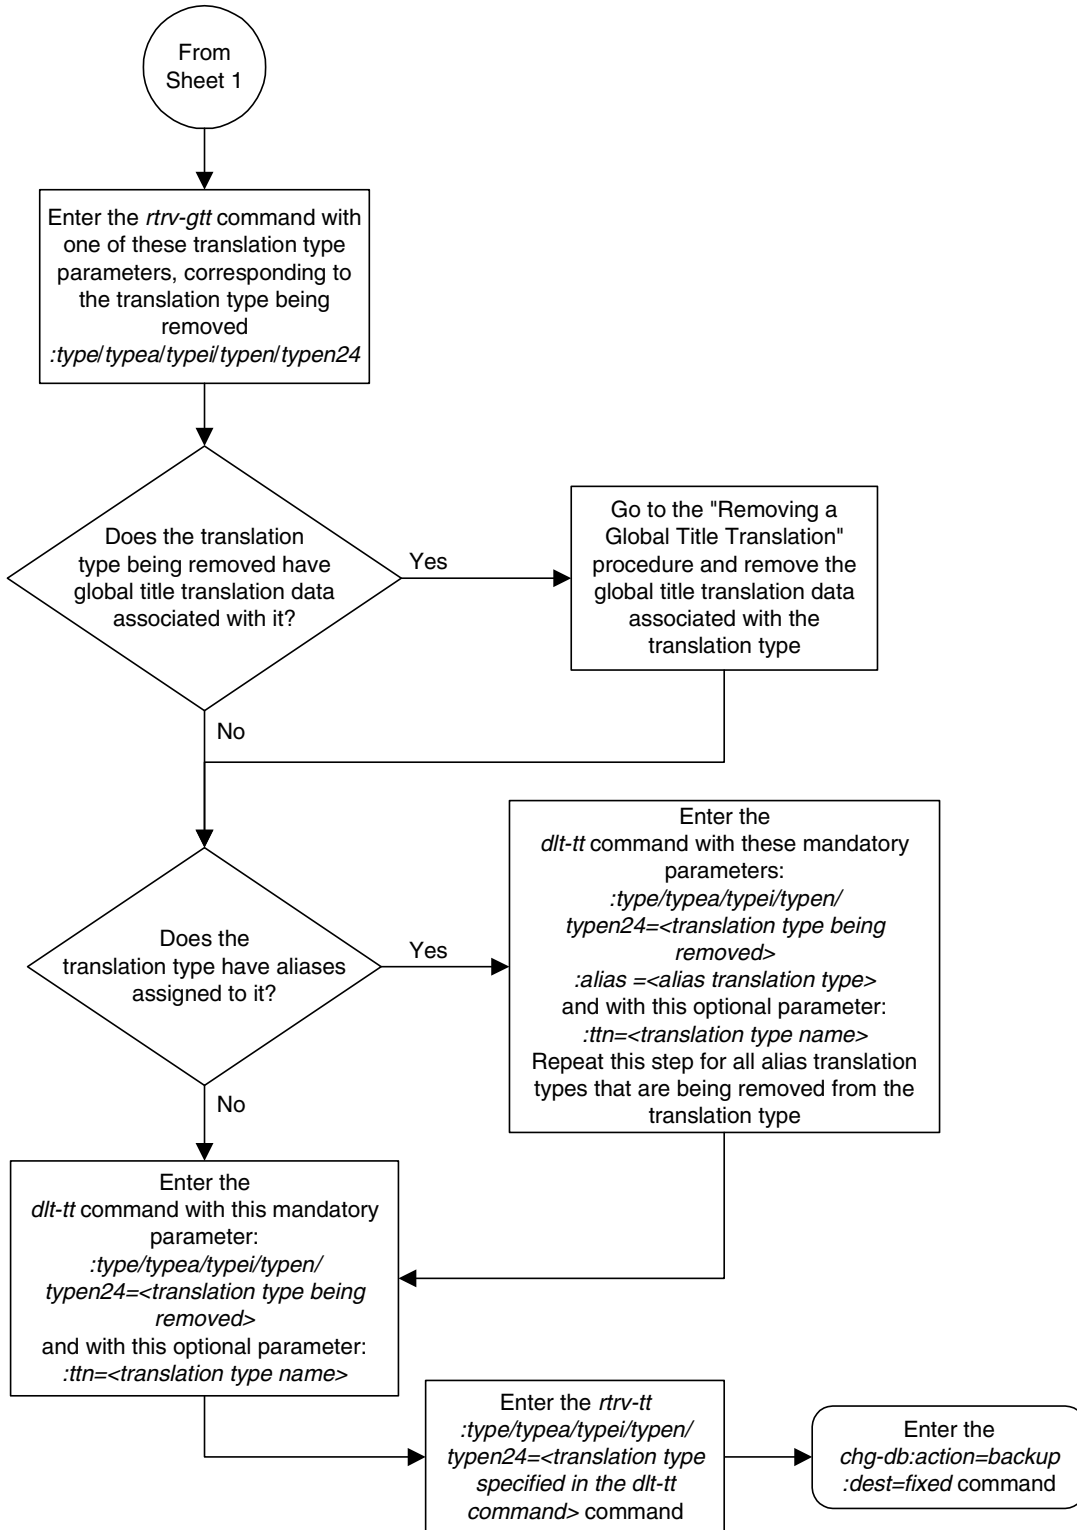 From
Sheet 1
Enter the rtrv-gtt command with
one of these translation type
parameters, corresponding to
the translation type being
removed
:type/typea/typei/typen/typen24
Does the translation
type being removed have
global title translation data
associated with it?
Yes
Go to the "Removing a
Global Title Translation"
procedure and remove the
global title translation data
associated with the
translation type
No
Does the
translation type have aliases
assigned to it?
Yes
Enter the
dlt-tt command with these mandatory
parameters:
:type/typea/typei/typen/
typen24=<translation type being
removed>
:alias =<alias translation type>
and with this optional parameter:
:ttn=<translation type name>
Repeat this step for all alias translation
types that are being removed from the
translation type
No
Enter the
dlt-tt command with this mandatory
parameter:
:type/typea/typei/typen/
typen24=<translation type being
removed>
and with this optional parameter:
:ttn=<translation type name>
Enter the rtrv-tt
:type/typea/typei/typen/
typen24=<translation type
specified in the dlt-tt
command> command
Enter the
chg-db:action=backup
:dest=fixed command